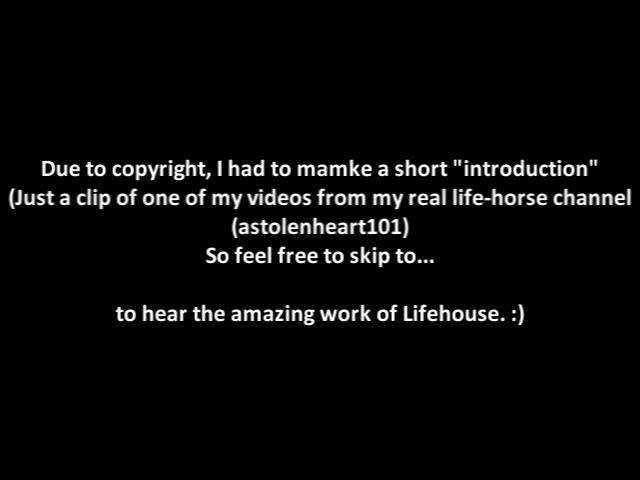 Due to copyright, I had to mamke a short "introduction"
(Just a clip of one of my videos from my real life-horse channel
(astolenheart101)
So feel free to skip to...
to hear the amazing work of Lifehouse. :)